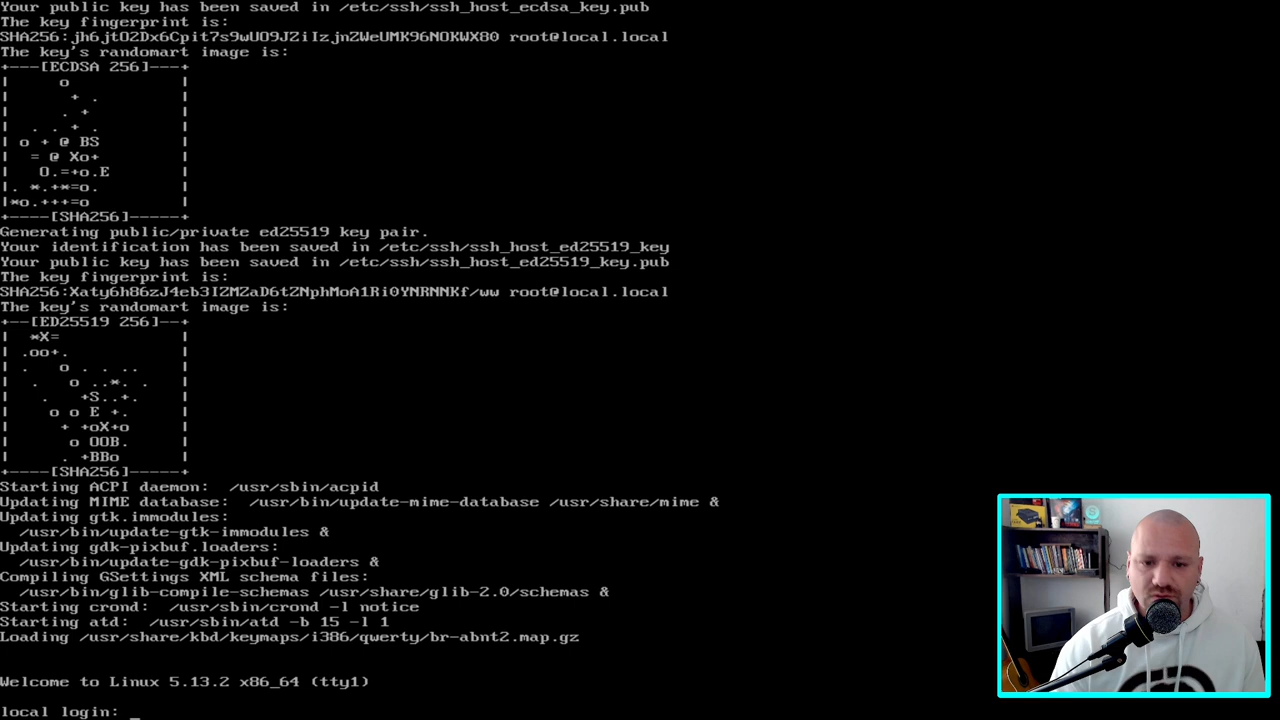 Your public key has been saved in /etc/ssh/ssh_host_ecdsa_key.pub
The key fingerprint is:
SHA256:jh6jtO2Dx6Cpit7s9wUO9JZiIzjnZWeUMK96NOKWX80 root@local.local
The key's randomart image is:
+---[ECDSA 256]---+
|      o          |
|       + .       |
|      . +        |
|   . . + .       |
| o + @ BS        |
|  = @ Xo+        |
|   O.=+o.E       |
|. *.+*=o.        |
|*o.+++=o         |
+----[SHA256]-----+
Generating public/private ed25519 key pair.
Your identification has been saved in /etc/ssh/ssh_host_ed25519_key
Your public key has been saved in /etc/ssh/ssh_host_ed25519_key.pub
The key fingerprint is:
SHA256:Xaty6h86zJ4eb3IZMZaD6tZNphMoA1Ri0YNRNNKf/ww root@local.local
The key's randomart image is:
+--[ED25519 256]--+
|  *X=            |
| .oo+.           |
| .   o . . ..    |
|  .   o ..*. .   |
|   .   +S..+.    |
|    o o E +.     |
|     + +oX+o     |
|      o OOB.     |
|     . +BBo      |
+----[SHA256]-----+
Starting ACPI daemon:  /usr/sbin/acpid
Updating MIME database:  /usr/bin/update-mime-database /usr/share/mime &
Updating gtk.immodules:
  /usr/bin/update-gtk-immodules &
Updating gdk-pixbuf.loaders:
  /usr/bin/update-gdk-pixbuf-loaders &
Compiling GSettings XML schema files:
  /usr/bin/glib-compile-schemas /usr/share/glib-2.0/schemas &
Starting crond:  /usr/sbin/crond -l notice
Starting atd:  /usr/sbin/atd -b 15 -l 1
Loading /usr/share/kbd/keymaps/i386/qwerty/br-abnt2.map.gz
Welcome to Linux 5.13.2 x86_64 (tty1)
local login: _